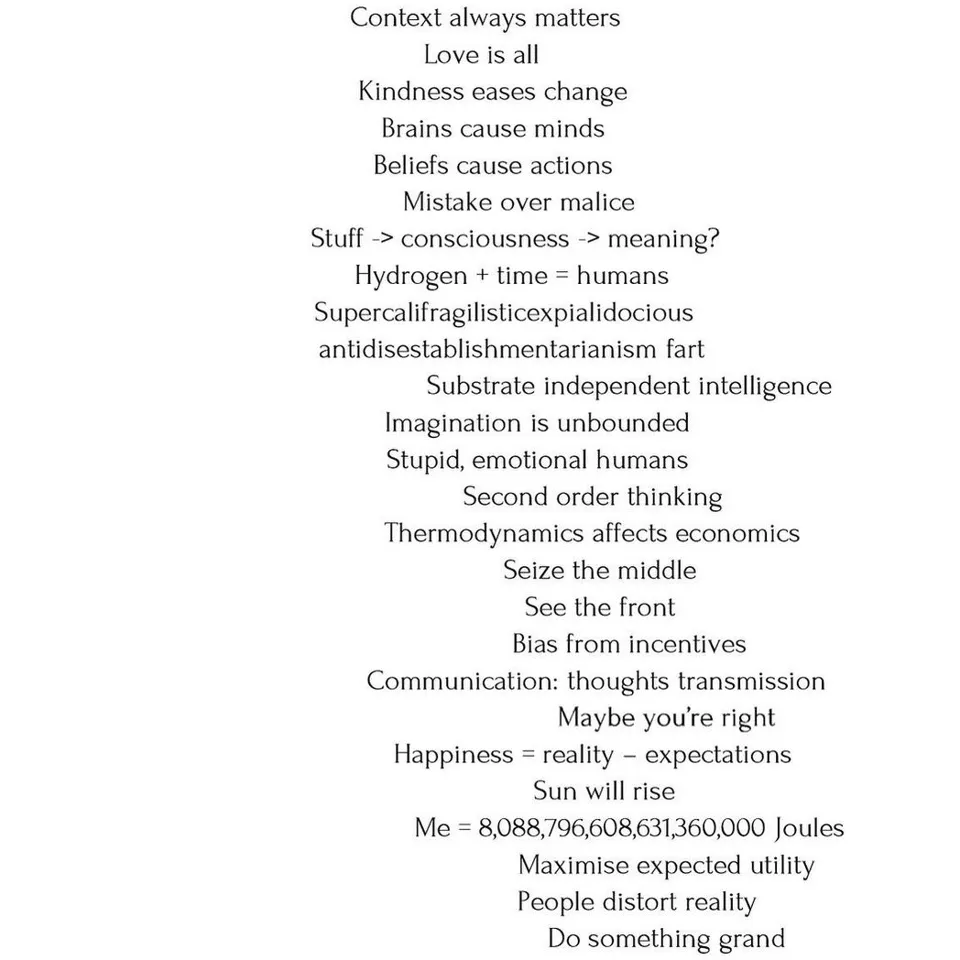 Context always matters
Love is all
Kindness eases change
Brains cause minds
Beliefs cause actions
Mistake over malice
Stuff -> consciousness -> meaning?
Hydrogen + time = humans
Supercalifragilisticexpialidocious
antidisestablishmentarianism fart
Substrate independent intelligence
Imagination is unbounded
Stupid, emotional humans
Second order thinking
Thermodynamics affects economics
Seize the middle
See the front
Bias from incentives
Communication: thoughts transmission
Maybe you’re right
Happiness = reality – expectations
Sun will rise
Me = 8,088,796,608,631,360,000 Joules
Maximise expected utility
People distort reality
Do something grand